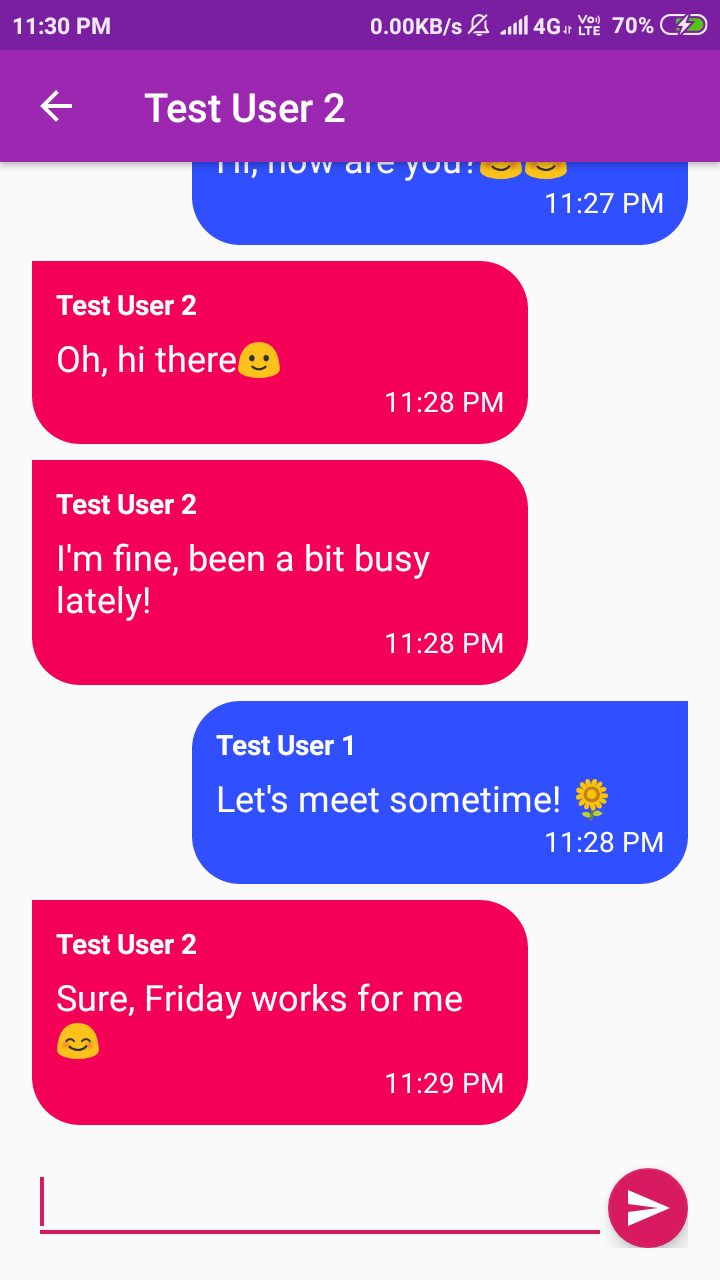 11:30 PM 0.00KB/s 4G VoLTE 70%
Test User 2
Hi, how are you?😊😊
11:27 PM
Test User 2
Oh, hi there🙂
11:28 PM
Test User 2
I'm fine, been a bit busy
lately!
11:28 PM
Test User 1
Let's meet sometime! 🌻
11:28 PM
Test User 2
Sure, Friday works for me
😊
11:29 PM